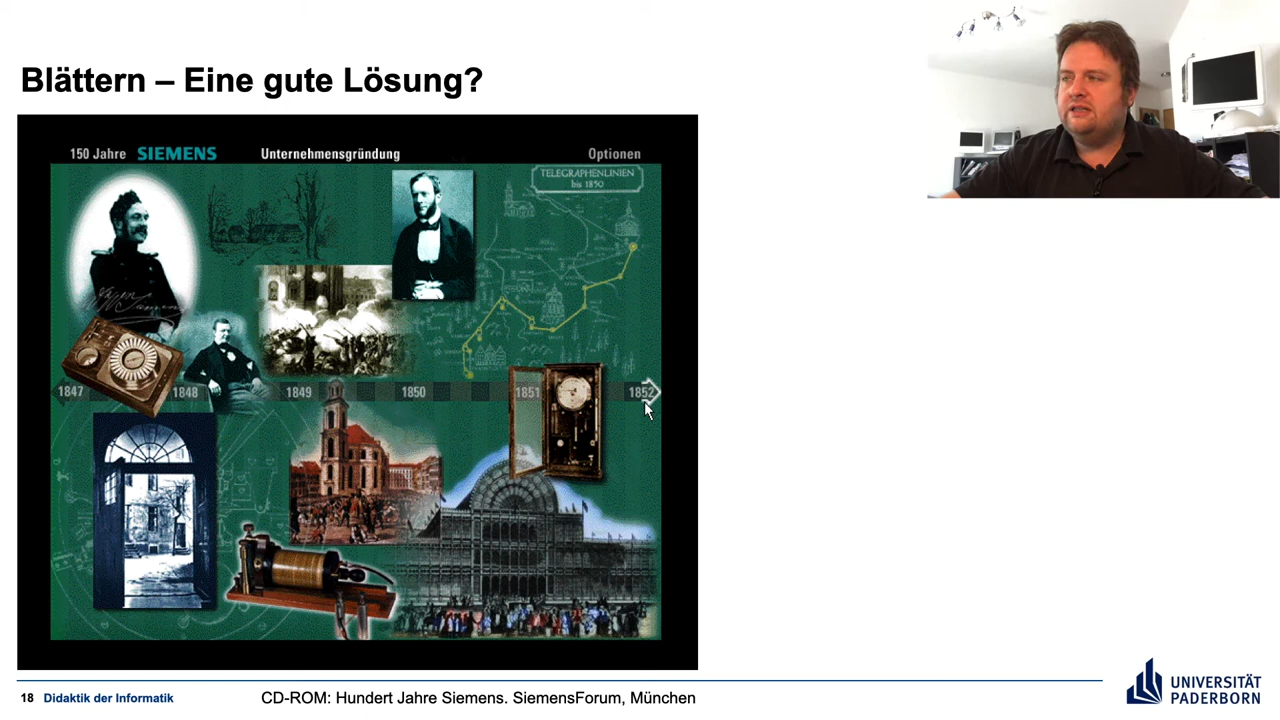 Blättern – Eine gute Lösung?
150 Jahre SIEMENS Unternehmensgründung Optionen
TELEGRAPHENLINIEN
bis 1850
1847 1848 1849 1850 1851 1852
18 Didaktik der Informatik CD-ROM: Hundert Jahre Siemens. SiemensForum, München
UNIVERSITÄT
PADERBORN